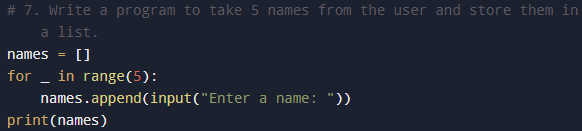 # 7. Write a program to take 5 names from the user and store them in
a list.
names = []
for _ in range(5):
    names.append(input("Enter a name: "))
print(names)